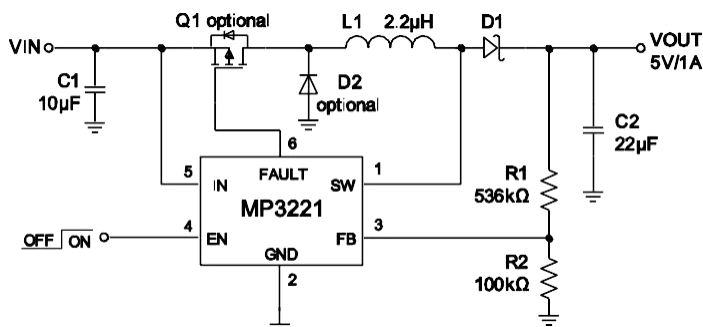 Q1 optional
L1 2.2µH
D1
VIN
VOUT
5V/1A
C1
10µF
D2
optional
C2
22µF
6
5
1
FAULT
IN
SW
R1
536kΩ
MP3221
4
3
OFF ON
EN
FB
GND
2
R2
100kΩ